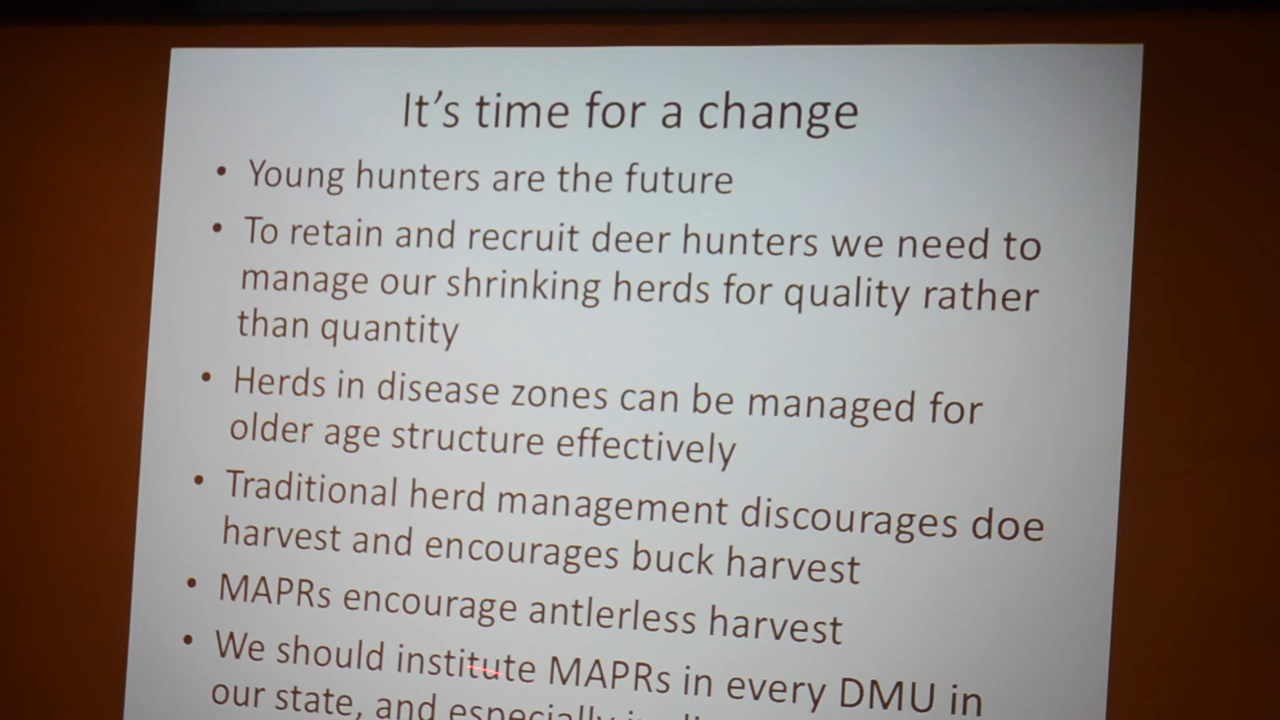 It's time for a change
• Young hunters are the future
• To retain and recruit deer hunters we need to
manage our shrinking herds for quality rather
than quantity
• Herds in disease zones can be managed for
older age structure effectively
• Traditional herd management discourages doe
harvest and encourages buck harvest
• MAPRs encourage antlerless harvest
• We should institute MAPRs in every DMU in
our state, and especially